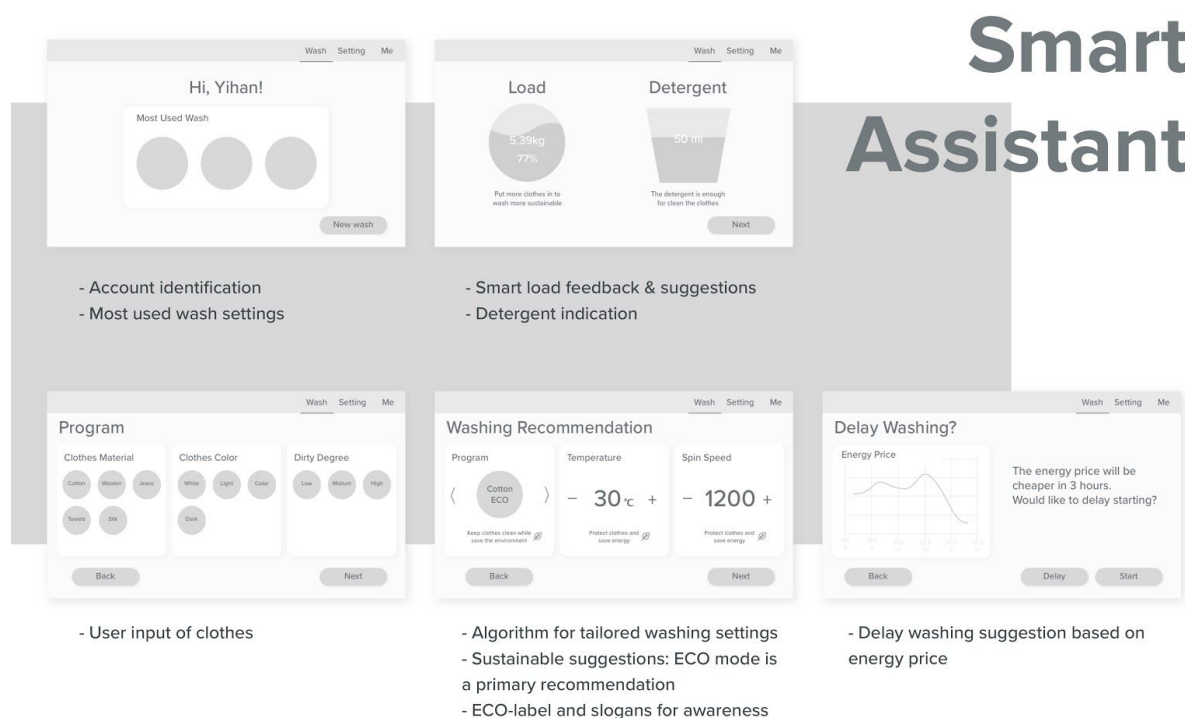 Smart
Assistant
Wash Setting Me
Hi, Yihan!
Most Used Wash
New wash
- Account identification
- Most used wash settings
Wash Setting Me
Load
5.39kg
77%
Put more clothes in to
wash more sustainable
Detergent
50 ml
The detergent is enough
for clean the clothes
Next
- Smart load feedback & suggestions
- Detergent indication
Wash Setting Me
Program
Clothes Material
Cotton Woolen Jeans
Towels Silk
Clothes Color
White Light Color
Dark
Dirty Degree
Low Midium High
Back
Next
- User input of clothes
Wash Setting Me
Washing Recommendation
Program
〈 Cotton 〉
ECO
Keep clothes clean while
save the environment
Temperature
− 30℃ +
Protect clothes and
save energy
Spin Speed
− 1200 +
Protect clothes and
save energy
Back
Next
- Algorithm for tailored washing settings
- Sustainable suggestions: ECO mode is
a primary recommendation
- ECO-label and slogans for awareness
Wash Setting Me
Delay Washing?
Energy Price
The energy price will be
cheaper in 3 hours.
Would like to delay starting?
Back
Delay
Start
- Delay washing suggestion based on
energy price